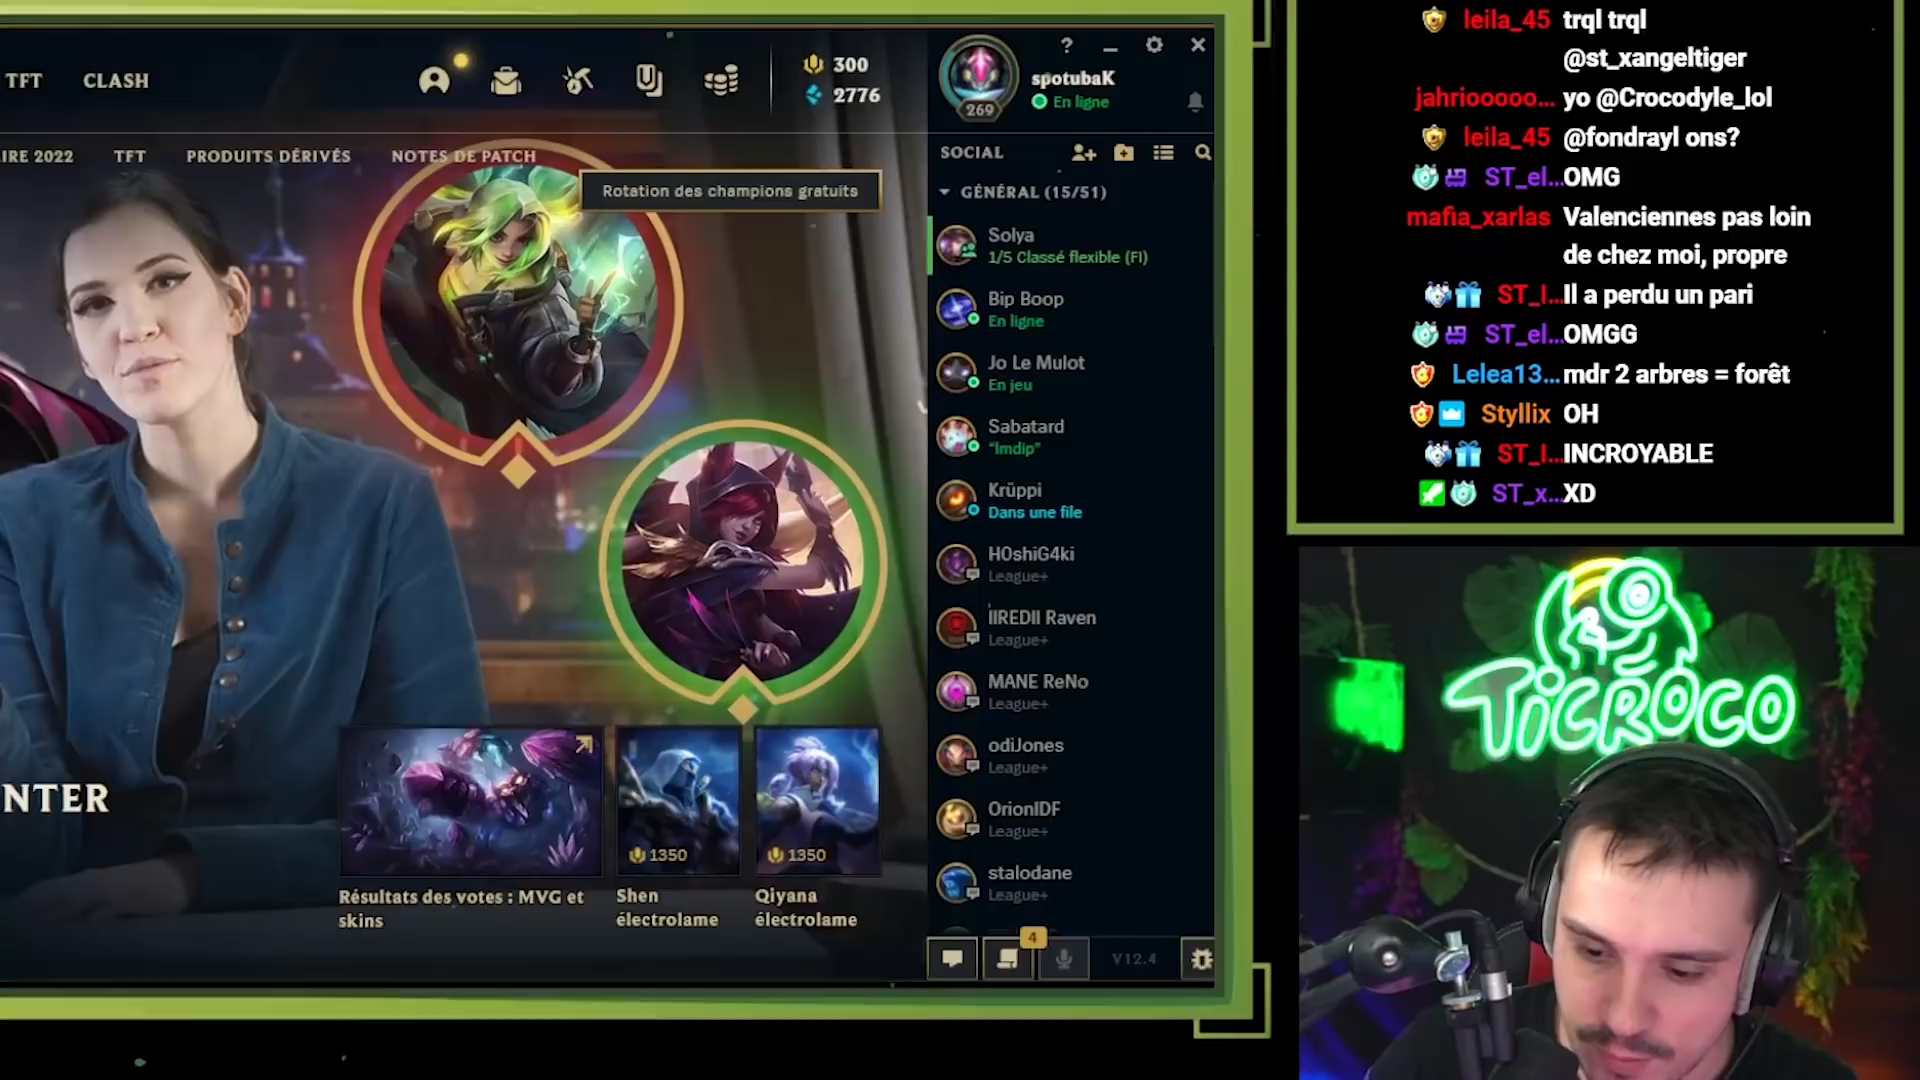 TFT
CLASH
300
2776
IRE 2022
TFT
PRODUITS DÉRIVÉS
NOTES DE PATCH
Rotation des champions gratuits
NTER
1350
1350
Résultats des votes : MVG et
skins
Shen
électrolame
Qiyana
électrolame
?
269
spotubaK
En ligne
SOCIAL
GÉNÉRAL (15/51)
Solya
1/5 Classé flexible (Fl)
Bip Boop
En ligne
Jo Le Mulot
En jeu
Sabatard
"lmdip"
Krüppi
Dans une file
H0shiG4ki
League+
IIREDII Raven
League+
MANE ReNo
League+
odiJones
League+
OrionIDF
League+
stalodane
League+
4
V12.4
leila_45 trql trql
@st_xangeltiger
jahriooooo... yo @Crocodyle_lol
leila_45 @fondrayl ons?
ST_el...OMG
mafia_xarlas Valenciennes pas loin
de chez moi, propre
ST_l...Il a perdu un pari
ST_el...OMGG
Lelea13...mdr 2 arbres = forêt
Styllix OH
ST_l...INCROYABLE
ST_x...XD
TiCROCO